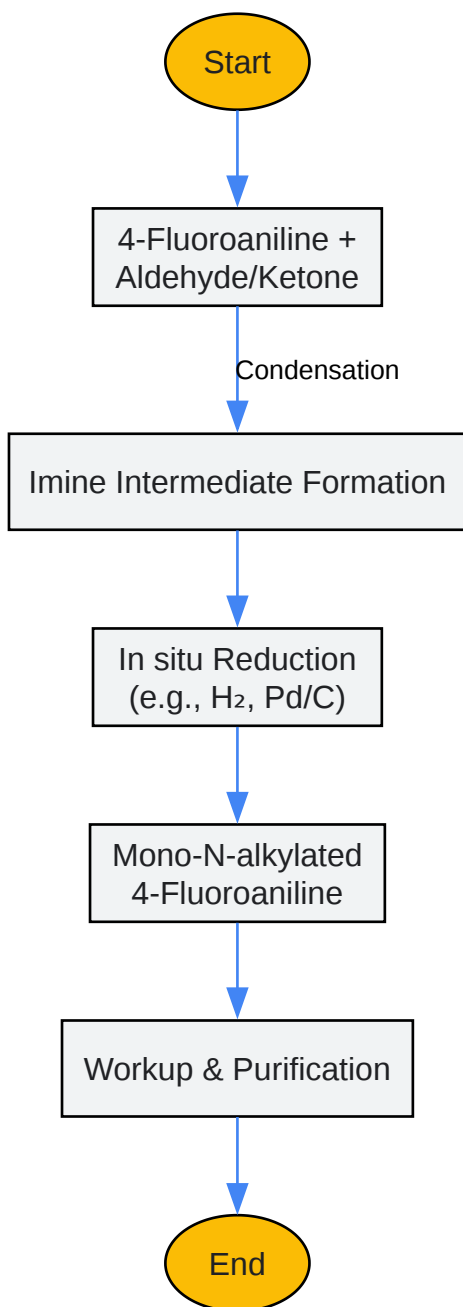 Start
4-Fluoroaniline +
Aldehyde/Ketone
Condensation
Imine Intermediate Formation
In situ Reduction
(e.g., H₂, Pd/C)
Mono-N-alkylated
4-Fluoroaniline
Workup & Purification
End